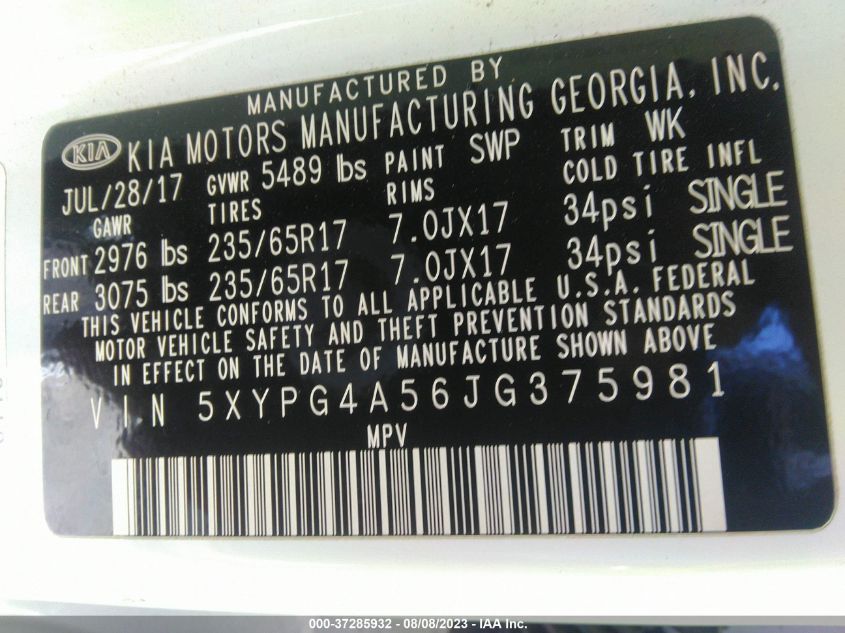 MANUFACTURED BY
KIA KIA MOTORS MANUFACTURING GEORGIA, INC.
JUL/28/17 GVWR 5489 lbs PAINT SWP TRIM WK
GAWR TIRES RIMS COLD TIRE INFL
FRONT 2976 lbs 235/65R17 7.0JX17 34psi SINGLE
REAR 3075 lbs 235/65R17 7.0JX17 34psi SINGLE
THIS VEHICLE CONFORMS TO ALL APPLICABLE U.S.A. FEDERAL
MOTOR VEHICLE SAFETY AND THEFT PREVENTION STANDARDS
IN EFFECT ON THE DATE OF MANUFACTURE SHOWN ABOVE
VIN 5XYPG4A56JG375981
MPV
000-37285932 - 08/08/2023 - IAA Inc.